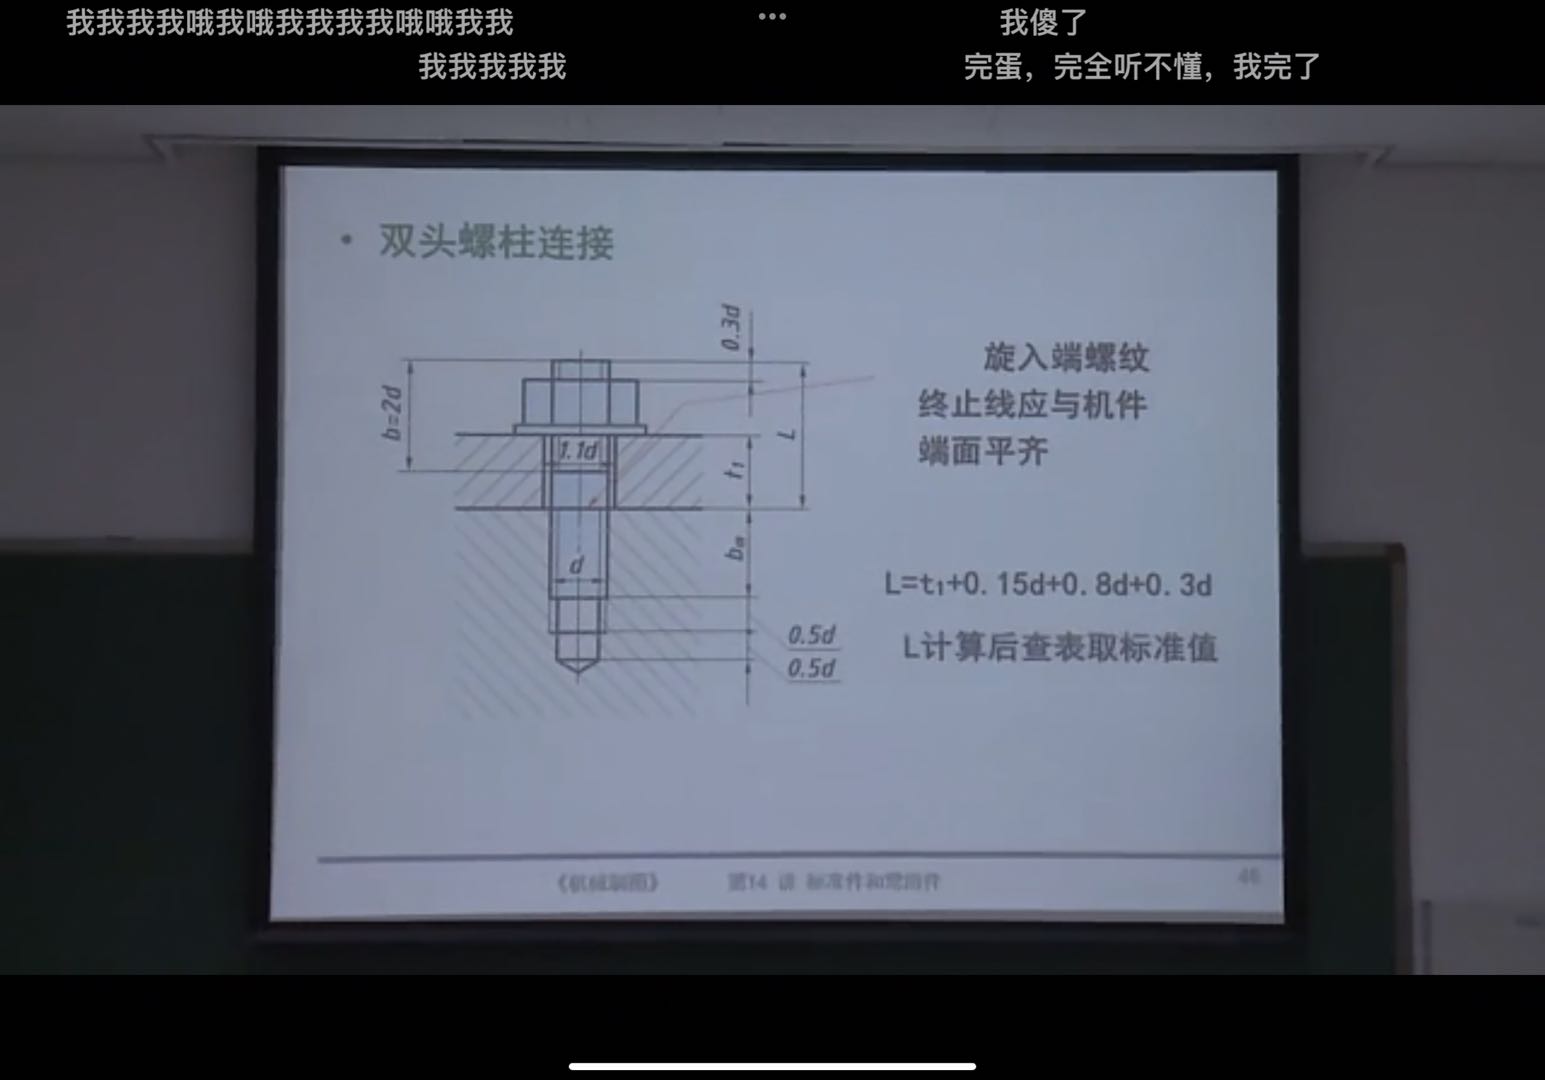 我我我我哦我哦我我我我哦哦我我
我傻了
我我我我我
完蛋，完全听不懂，我完了
• 双头螺柱连接
0.3d
b=2d
1.1d
L
t₁
d
0.5d
0.5d
旋入端螺纹
终止线应与机件
端面平齐
L=t₁+0.15d+0.8d+0.3d
L计算后查表取标准值
《机械制图》
第14 讲 标准件和常用件
46